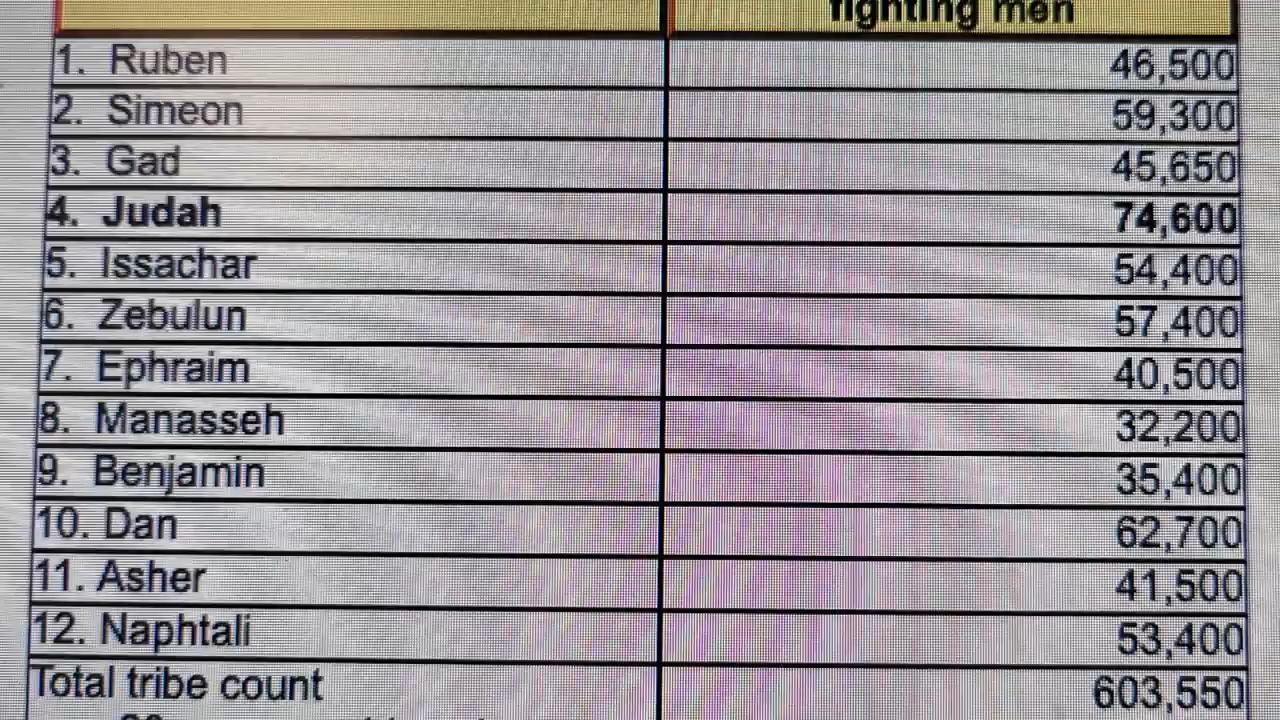 fighting men
1. Ruben 46,500
2. Simeon 59,300
3. Gad 45,650
4. Judah 74,600
5. Issachar 54,400
6. Zebulun 57,400
7. Ephraim 40,500
8. Manasseh 32,200
9. Benjamin 35,400
10. Dan 62,700
11. Asher 41,500
12. Naphtali 53,400
Total tribe count 603,550